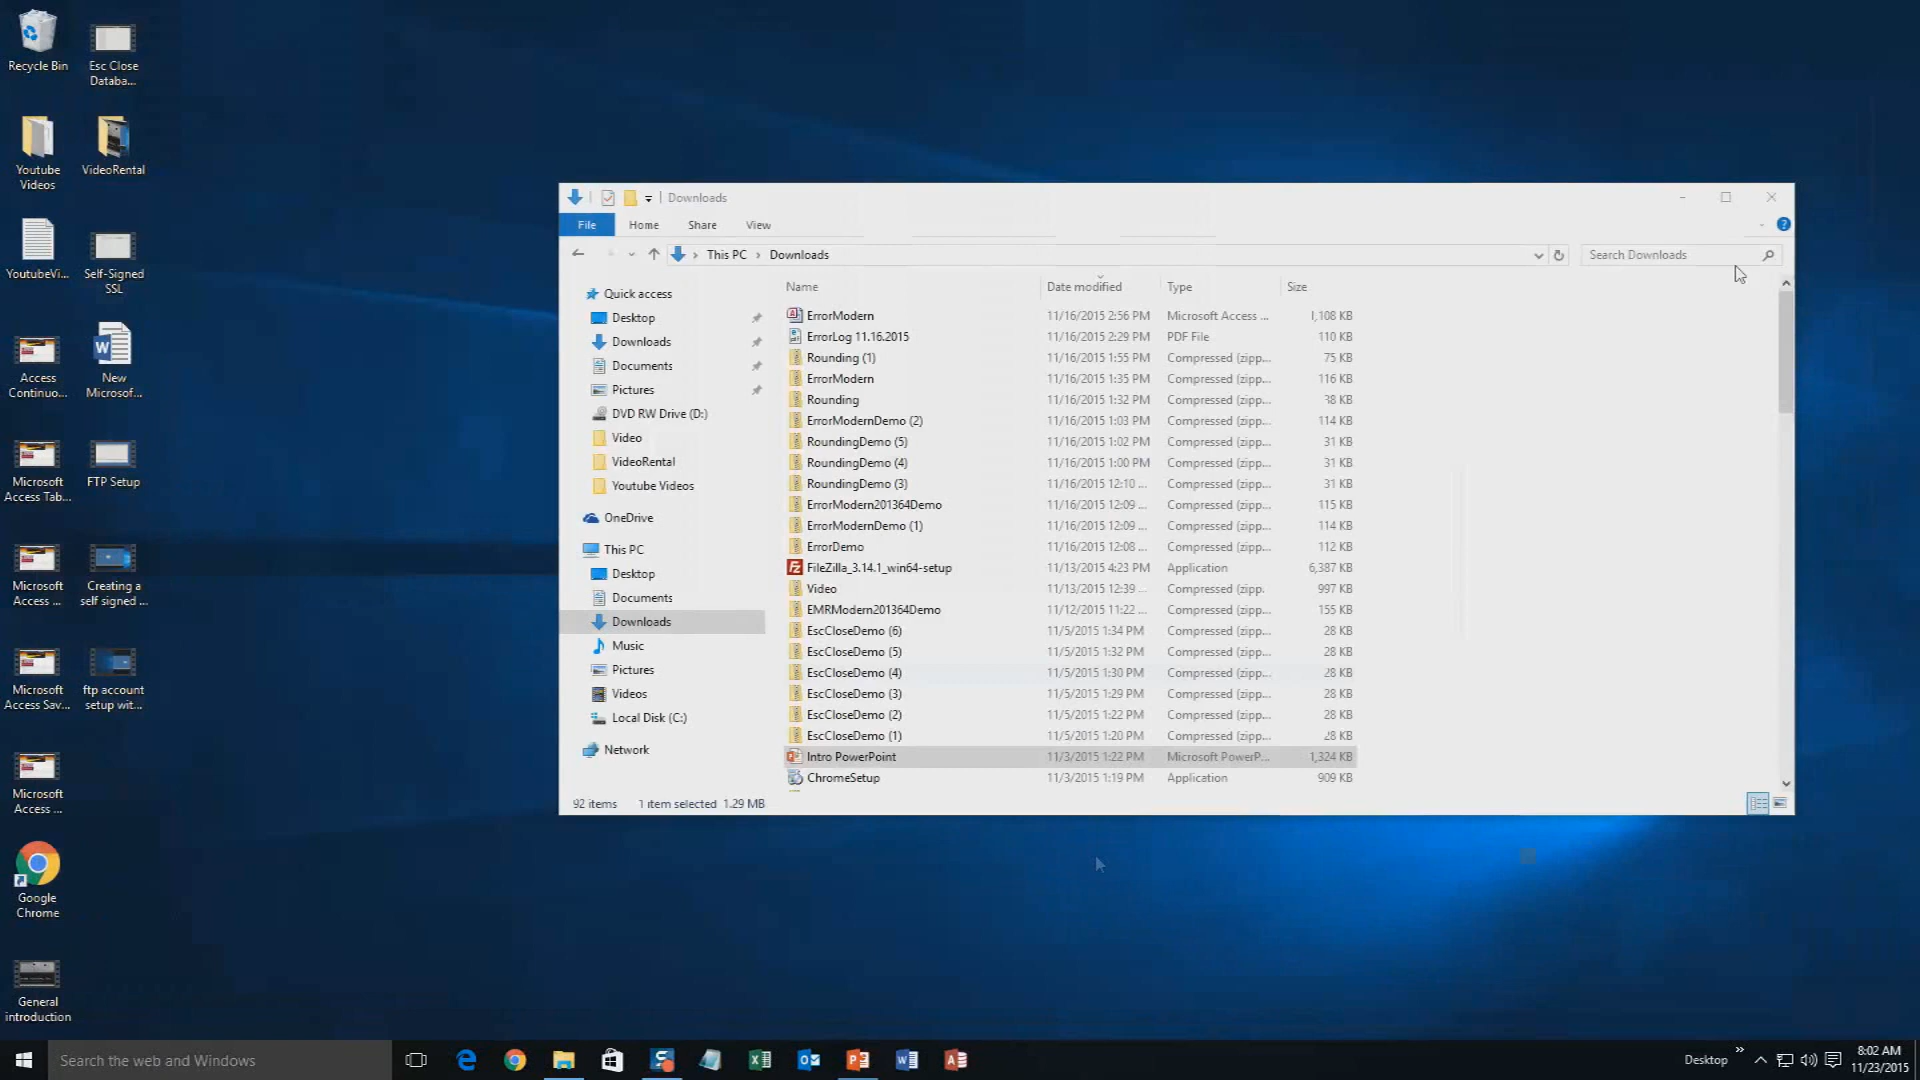 Recycle Bin
Esc Close
Databa...
Youtube
Videos
VideoRental
YoutubeVi...
Self-Signed
SSL
Access
Continuo...
New
Microsof...
Microsoft
Access Tab...
FTP Setup
Microsoft
Access ...
Creating a
self signed ...
Microsoft
Access Sav...
ftp account
setup wit...
Microsoft
Access ...
Google
Chrome
General
introduction
Downloads
File Home Share View
This PC > Downloads
Search Downloads
Quick access
Desktop
Downloads
Documents
Pictures
DVD RW Drive (D:)
Video
VideoRental
Youtube Videos
OneDrive
This PC
Desktop
Documents
Downloads
Music
Pictures
Videos
Local Disk (C:)
Network
Name Date modified Type Size
ErrorModern 11/16/2015 2:56 PM Microsoft Access ... 1,108 KB
ErrorLog 11.16.2015 11/16/2015 2:29 PM PDF File 110 KB
Rounding (1) 11/16/2015 1:55 PM Compressed (zipp... 75 KB
ErrorModern 11/16/2015 1:35 PM Compressed (zipp... 116 KB
Rounding 11/16/2015 1:32 PM Compressed (zipp... 38 KB
ErrorModernDemo (2) 11/16/2015 1:03 PM Compressed (zipp... 114 KB
RoundingDemo (5) 11/16/2015 1:02 PM Compressed (zipp... 31 KB
RoundingDemo (4) 11/16/2015 1:00 PM Compressed (zipp... 31 KB
RoundingDemo (3) 11/16/2015 12:10 ... Compressed (zipp... 31 KB
ErrorModern201364Demo 11/16/2015 12:09 ... Compressed (zipp... 115 KB
ErrorModernDemo (1) 11/16/2015 12:09 ... Compressed (zipp... 114 KB
ErrorDemo 11/16/2015 12:08 ... Compressed (zipp... 112 KB
FileZilla_3.14.1_win64-setup 11/13/2015 4:23 PM Application 6,387 KB
Video 11/13/2015 12:39 ... Compressed (zipp. 997 KB
EMRModern201364Demo 11/12/2015 11:22 ... Compressed (zipp... 155 KB
EscCloseDemo (6) 11/5/2015 1:34 PM Compressed (zipp... 28 KB
EscCloseDemo (5) 11/5/2015 1:32 PM Compressed (zipp... 28 KB
EscCloseDemo (4) 11/5/2015 1:30 PM Compressed (zipp... 28 KB
EscCloseDemo (3) 11/5/2015 1:29 PM Compressed (zipp... 28 KB
EscCloseDemo (2) 11/5/2015 1:22 PM Compressed (zipp... 28 KB
EscCloseDemo (1) 11/5/2015 1:20 PM Compressed (zipp... 28 KB
Intro PowerPoint 11/3/2015 1:22 PM Microsoft PowerP... 1,324 KB
ChromeSetup 11/3/2015 1:19 PM Application 909 KB
92 items 1 item selected 1.29 MB
Search the web and Windows
Desktop
8:02 AM
11/23/2015